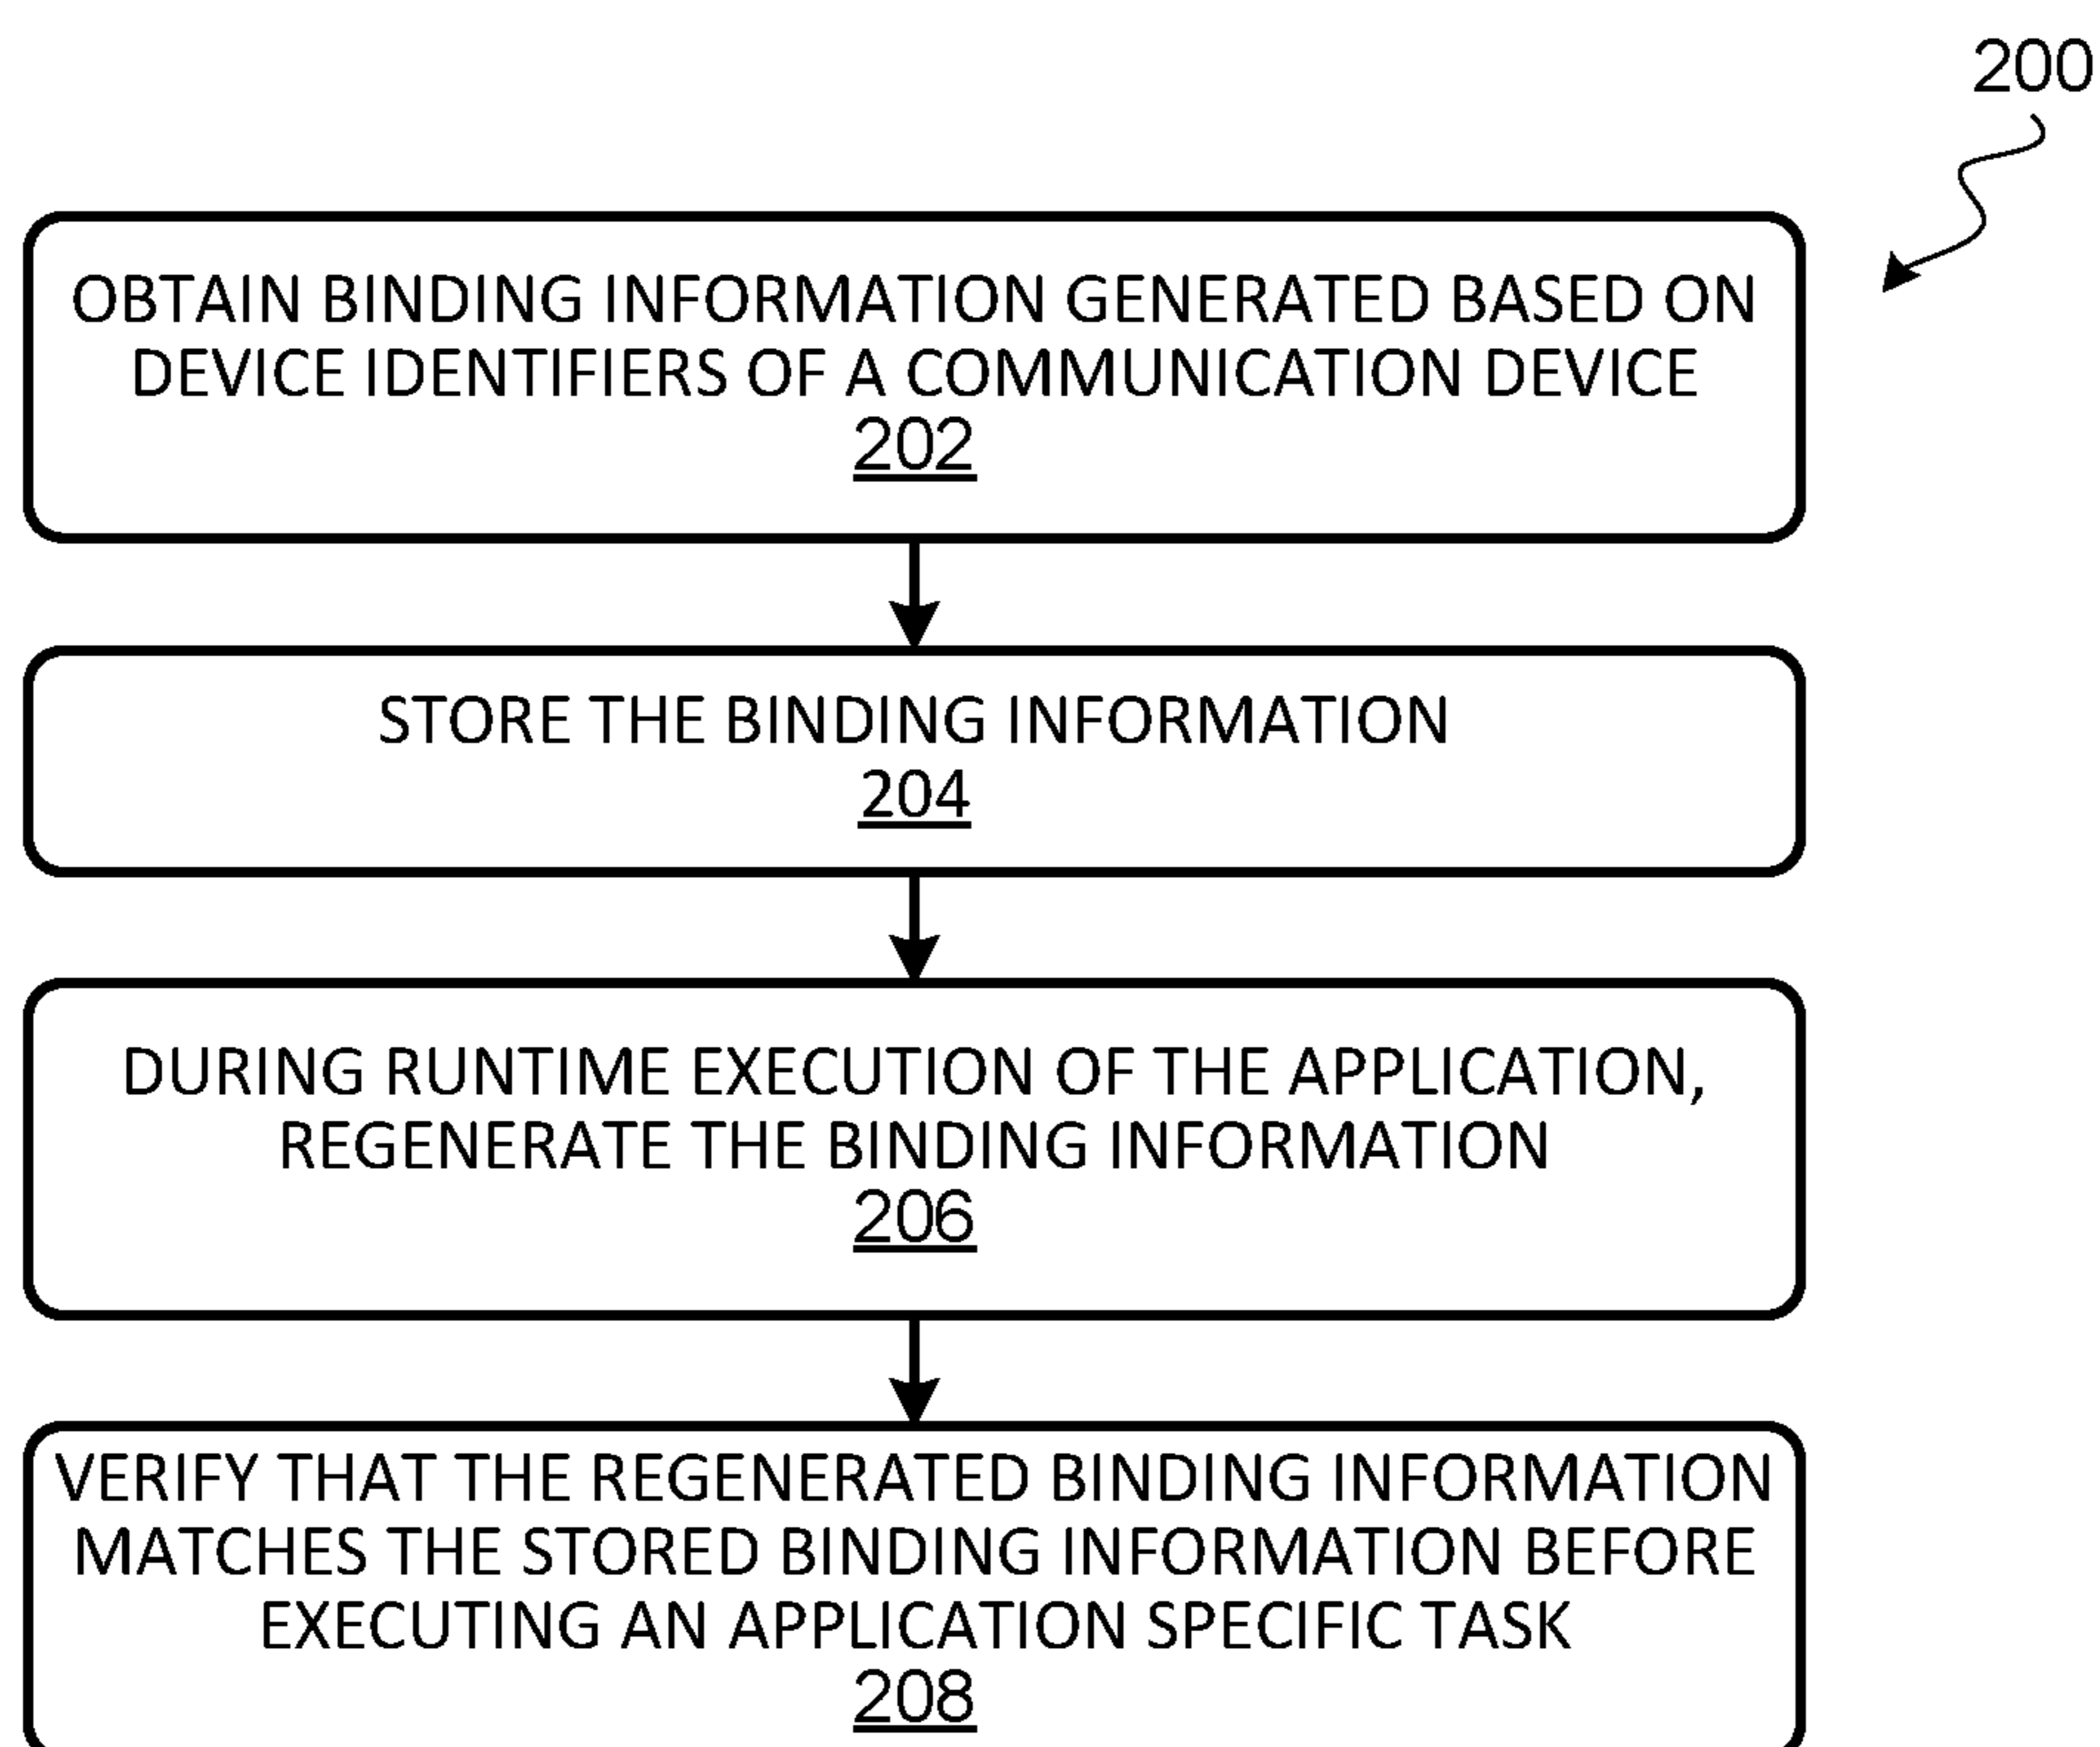 200
OBTAIN BINDING INFORMATION GENERATED BASED ON
DEVICE IDENTIFIERS OF A COMMUNICATION DEVICE
202
STORE THE BINDING INFORMATION
204
DURING RUNTIME EXECUTION OF THE APPLICATION,
REGENERATE THE BINDING INFORMATION
206
VERIFY THAT THE REGENERATED BINDING INFORMATION
MATCHES THE STORED BINDING INFORMATION BEFORE
EXECUTING AN APPLICATION SPECIFIC TASK
208